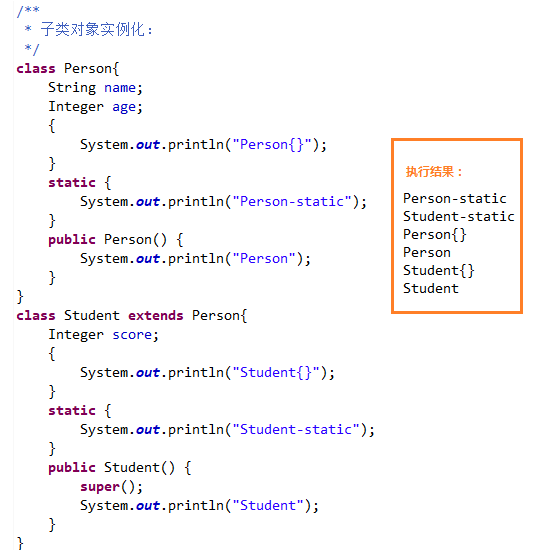 /**
 * 子类对象实例化：
 */
class Person{
    String name;
    Integer age;
    {
        System.out.println("Person{}");
    }
    static {
        System.out.println("Person-static");
    }
    public Person() {
        System.out.println("Person");
    }
}
class Student extends Person{
    Integer score;
    {
        System.out.println("Student{}");
    }
    static {
        System.out.println("Student-static");
    }
    public Student() {
        super();
        System.out.println("Student");
    }
}
执行结果：
Person-static
Student-static
Person{}
Person
Student{}
Student